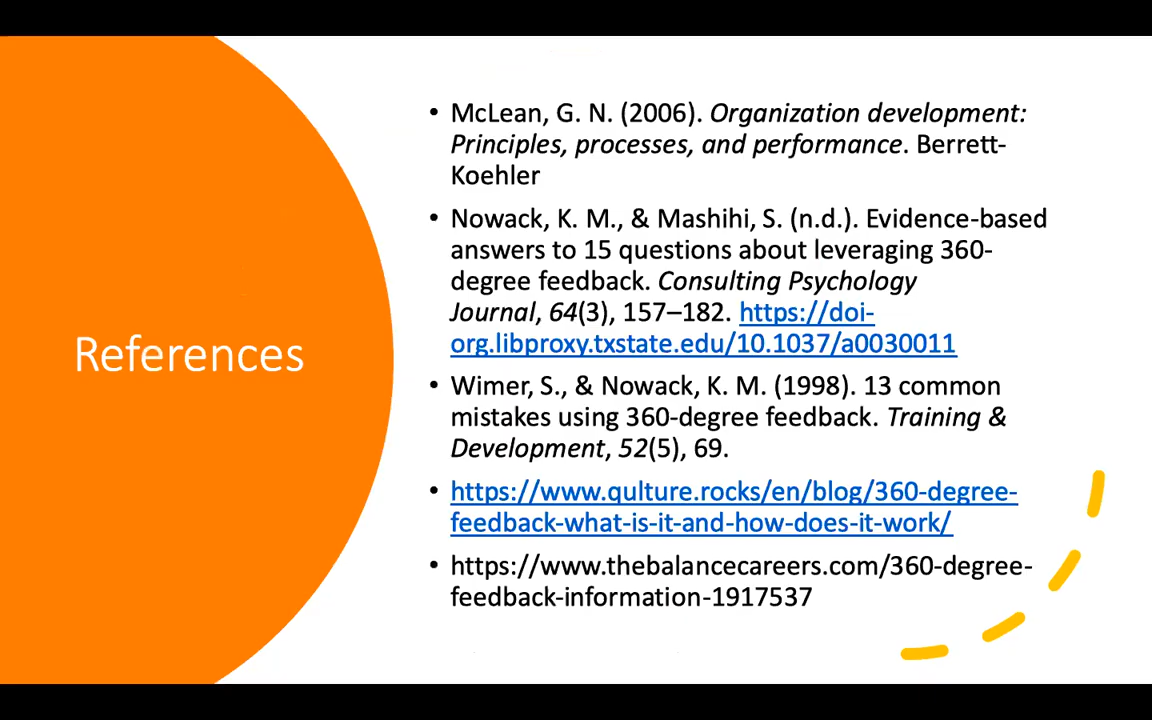 References
McLean, G. N. (2006). Organization development:
Principles, processes, and performance. Berrett-
Koehler
Nowack, K. M., & Mashihi, S. (n.d.). Evidence-based
answers to 15 questions about leveraging 360-
degree feedback. Consulting Psychology
Journal, 64(3), 157–182. https://doi-
org.libproxy.txstate.edu/10.1037/a0030011
Wimer, S., & Nowack, K. M. (1998). 13 common
mistakes using 360-degree feedback. Training &
Development, 52(5), 69.
https://www.qulture.rocks/en/blog/360-degree-
feedback-what-is-it-and-how-does-it-work/
https://www.thebalancecareers.com/360-degree-
feedback-information-1917537